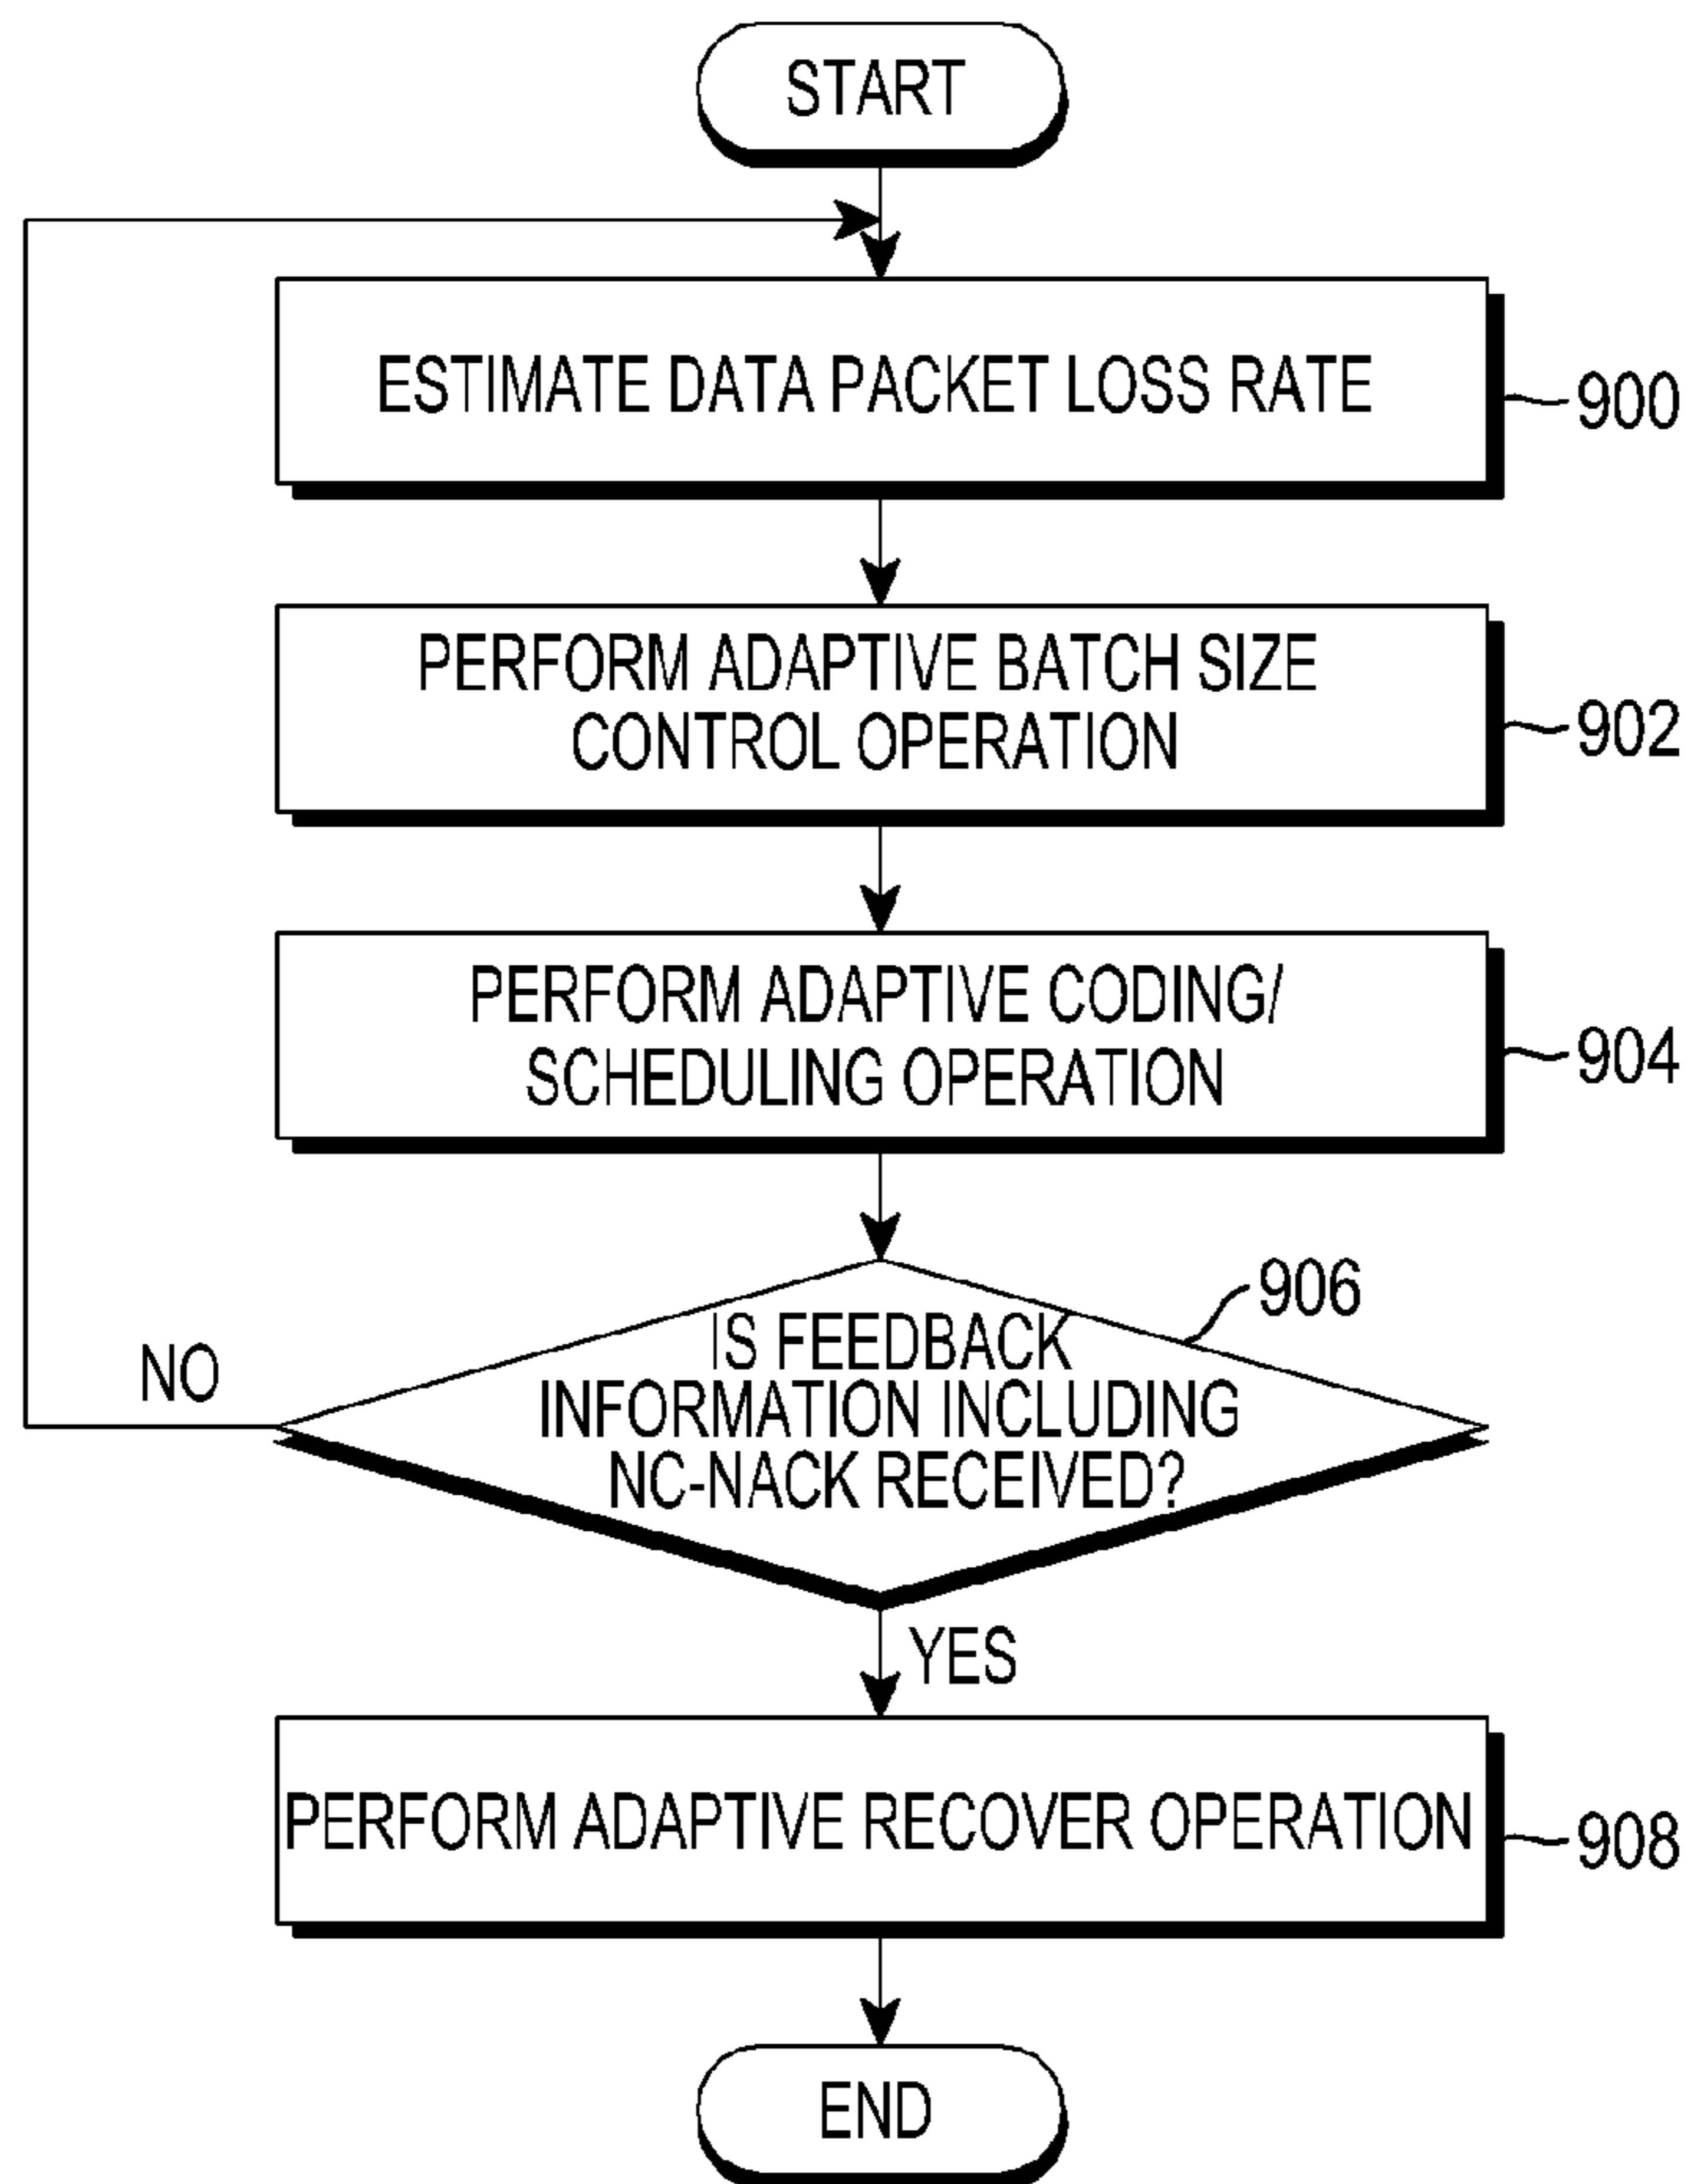 START
ESTIMATE DATA PACKET LOSS RATE
900
PERFORM ADAPTIVE BATCH SIZE
CONTROL OPERATION
902
PERFORM ADAPTIVE CODING/
SCHEDULING OPERATION
904
906
IS FEEDBACK
INFORMATION INCLUDING
NC-NACK RECEIVED?
NO
YES
PERFORM ADAPTIVE RECOVER OPERATION
908
END